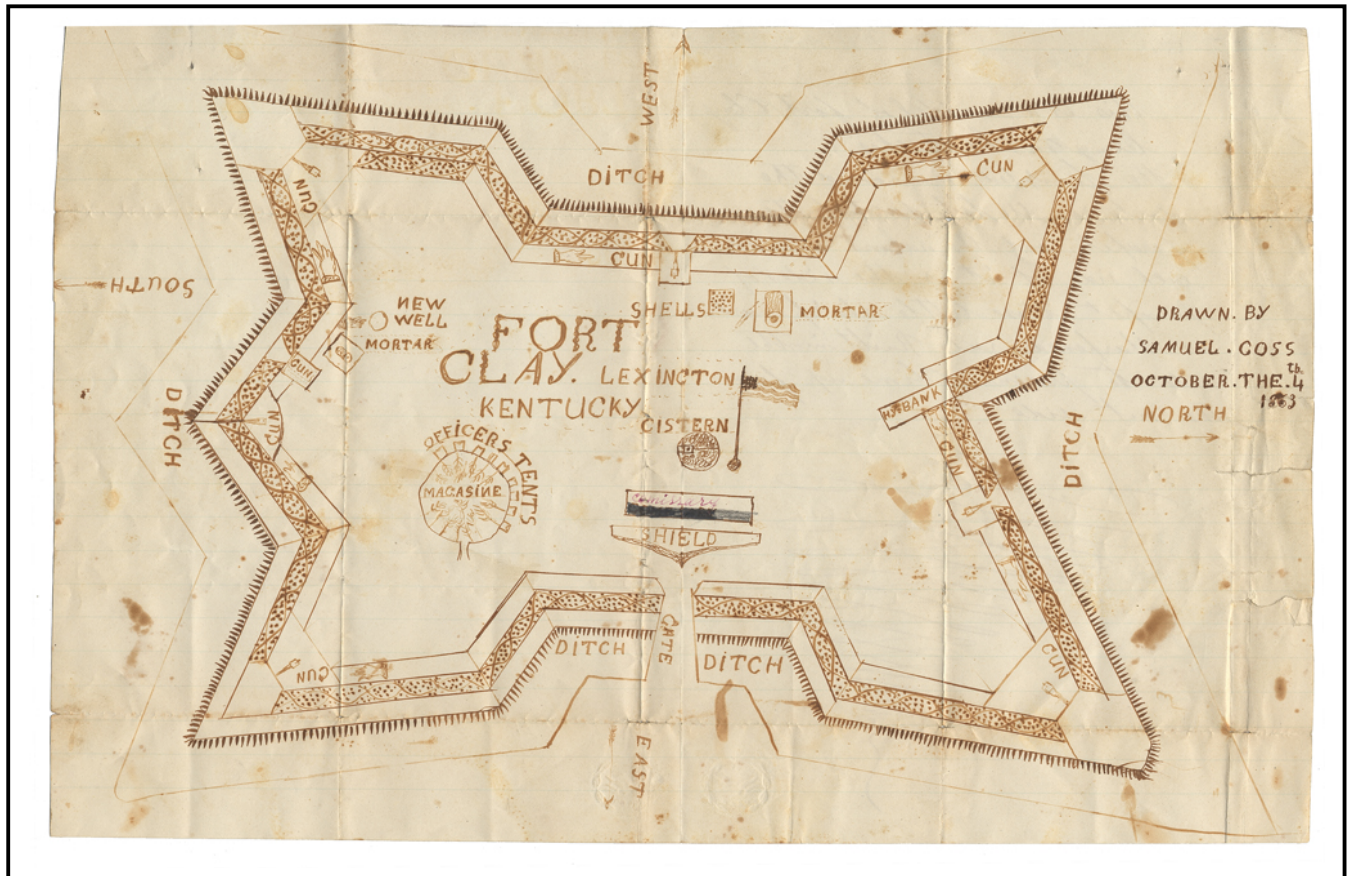 WEST
DITCH
GUN
GUN
GUN
SOUTH
SHELLS
MORTAR
NEW
WELL
MORTAR
FORT
CLAY. LEXINGTON
KENTUCKY
CISTERN
GUN
GUN
DITCH
OFFICERS TENTS
MAGASINE
Comissary
SHIELD
GUN
DITCH
DRAWN. BY
SAMUEL. GOSS
OCTOBER. THE. 4th.
1863
NORTH
GUN
GUN
DITCH
GATE
DITCH
EAST